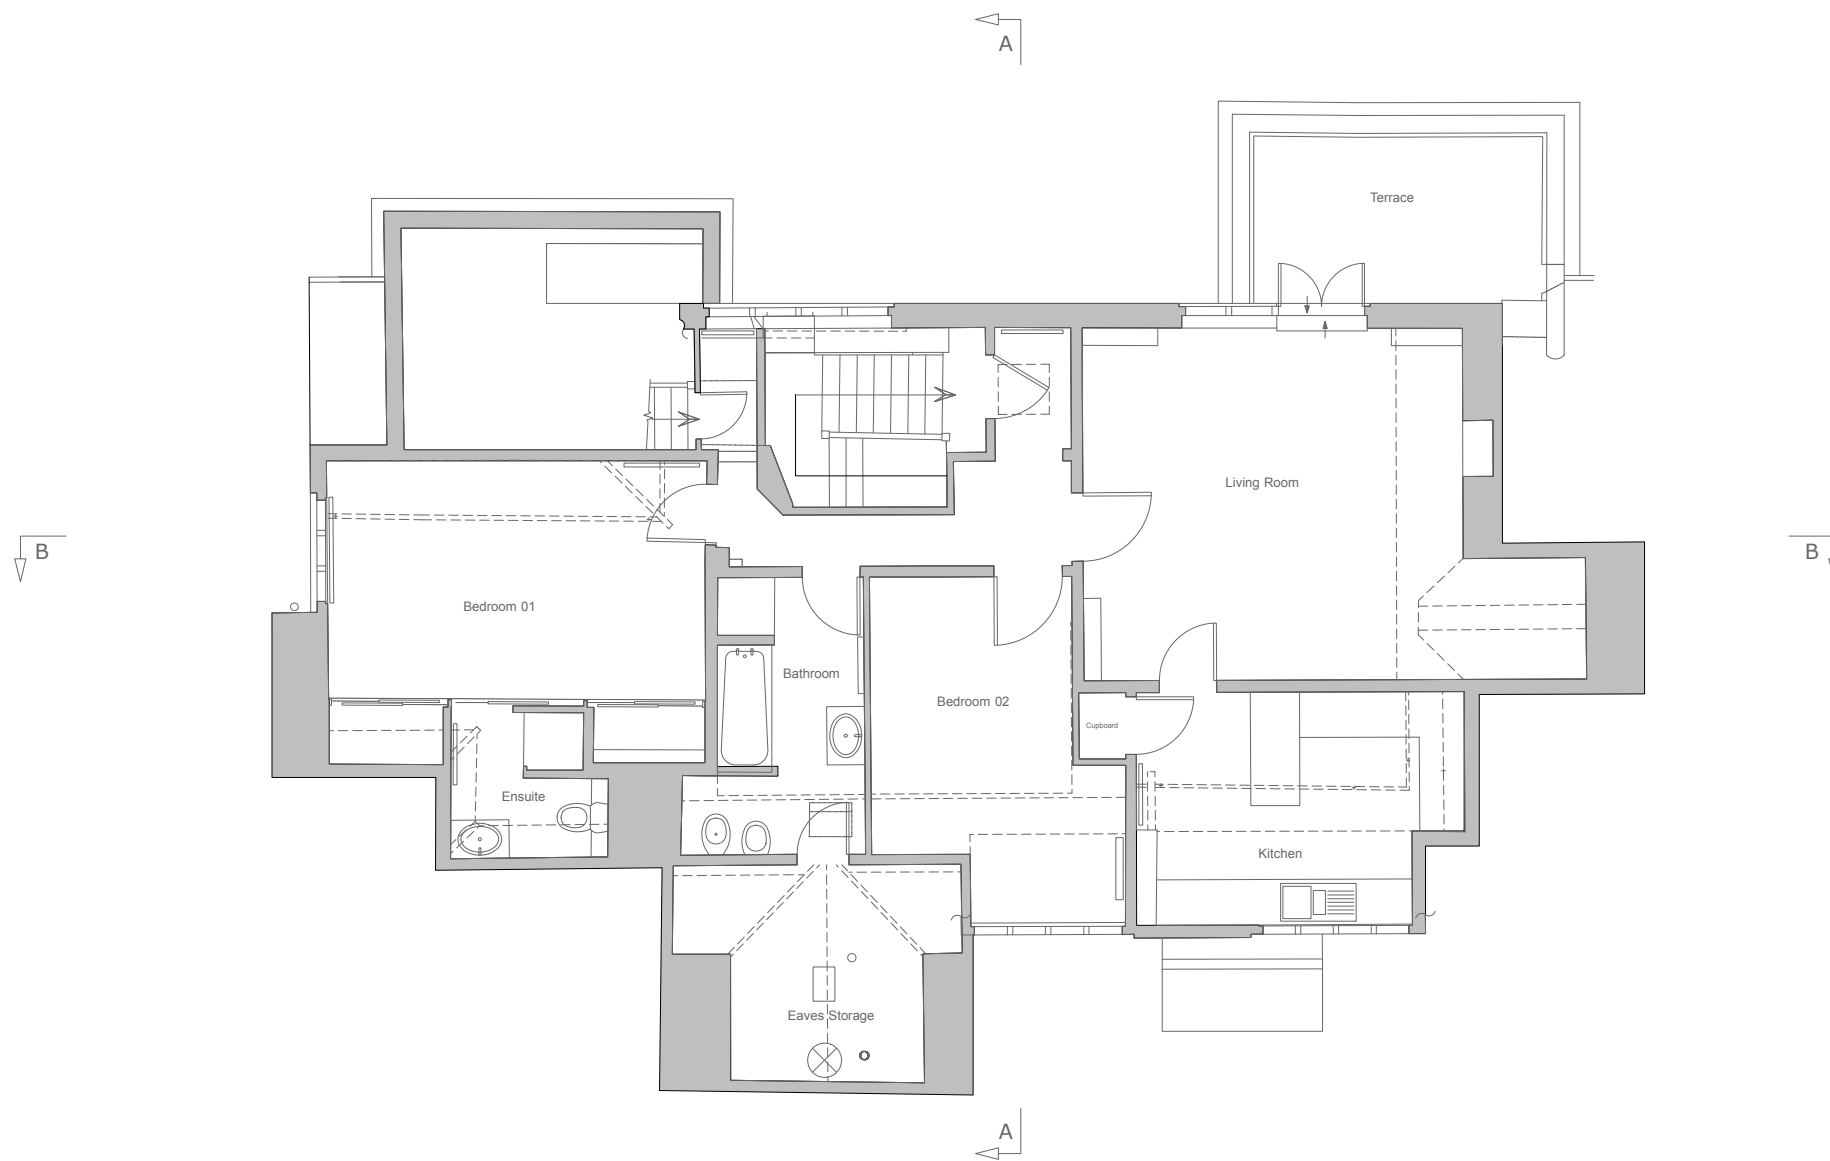 A
Terrace
Living Room
B
B
Bedroom 01
Bathroom
Bedroom 02
Cupboard
Ensuite
Kitchen
Eaves Storage
A